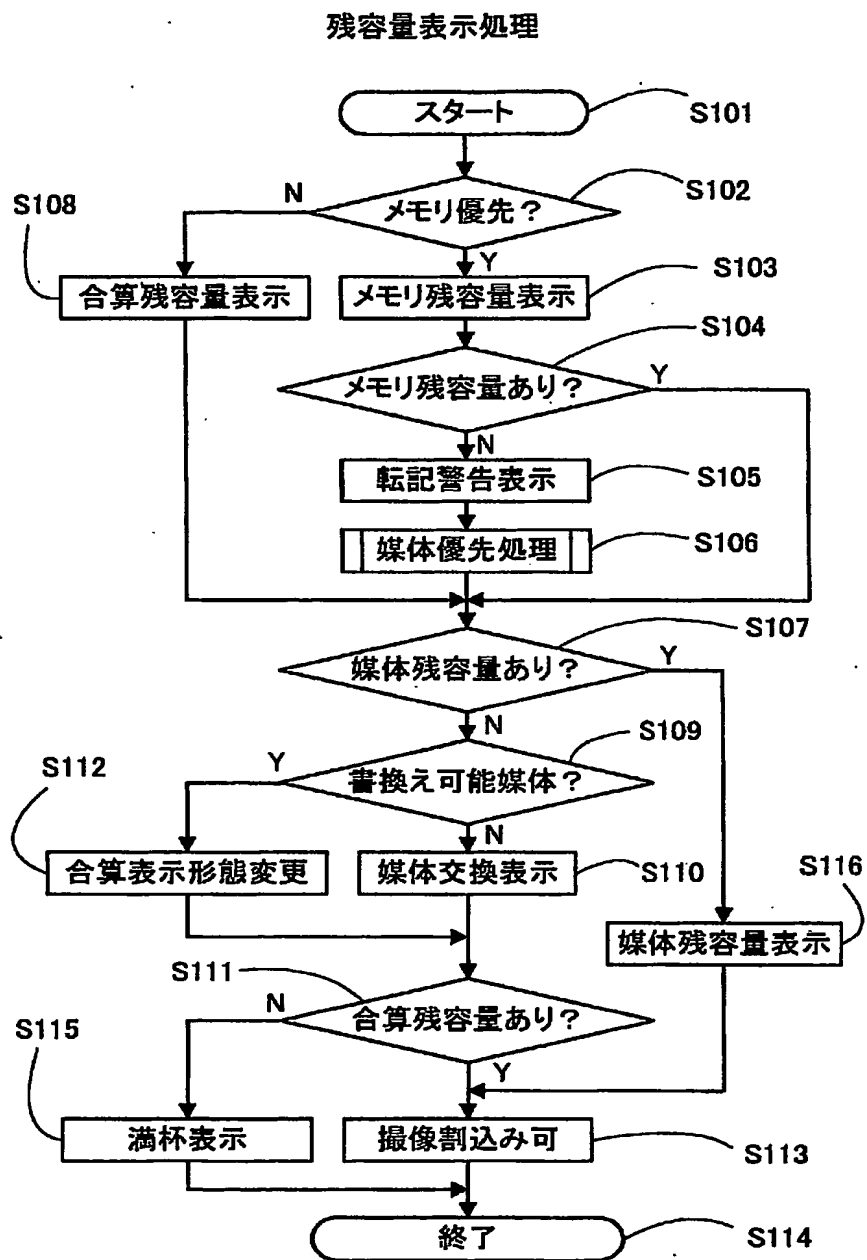 残容量表示処理
スタート
S101
メモリ優先？
S102
N
Y
S108
合算残容量表示
メモリ残容量表示
S103
S104
メモリ残容量あり？
Y
N
転記警告表示
S105
媒体優先処理
S106
S107
媒体残容量あり？
Y
N
S109
書換え可能媒体？
Y
N
S112
合算表示形態変更
媒体交換表示
S110
S116
媒体残容量表示
S111
合算残容量あり？
N
Y
S115
満杯表示
撮像割込み可
S113
終了
S114